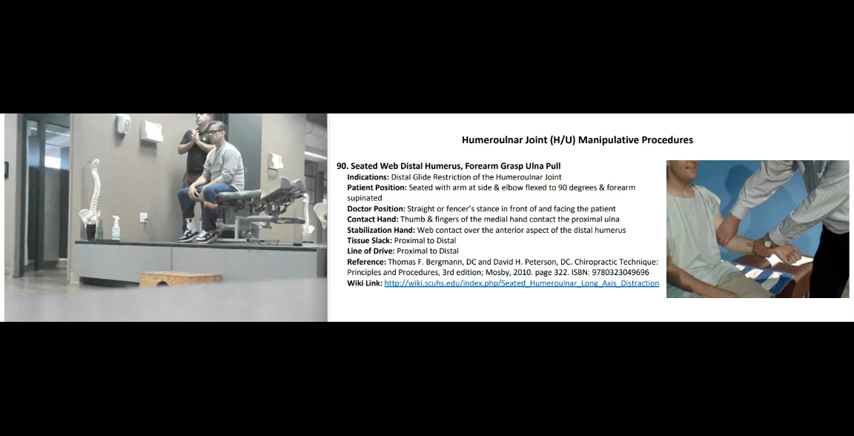 Humeroulnar Joint (H/U) Manipulative Procedures
90. Seated Web Distal Humerus, Forearm Grasp Ulna Pull
Indications: Distal Glide Restriction of the Humeroulnar Joint
Patient Position: Seated with arm at side & elbow flexed to 90 degrees & forearm
supinated
Doctor Position: Straight or fencer's stance in front of and facing the patient
Contact Hand: Thumb & fingers of the medial hand contact the proximal ulna
Stabilization Hand: Web contact over the anterior aspect of the distal humerus
Tissue Slack: Proximal to Distal
Line of Drive: Proximal to Distal
Reference: Thomas F. Bergmann, DC and David H. Peterson, DC. Chiropractic Technique:
Principles and Procedures, 3rd edition; Mosby, 2010. page 322. ISBN: 9780323049696
Wiki Link: http://wiki.scuhs.edu/index.php/Seated_Humeroulnar_Long_Axis_Distraction